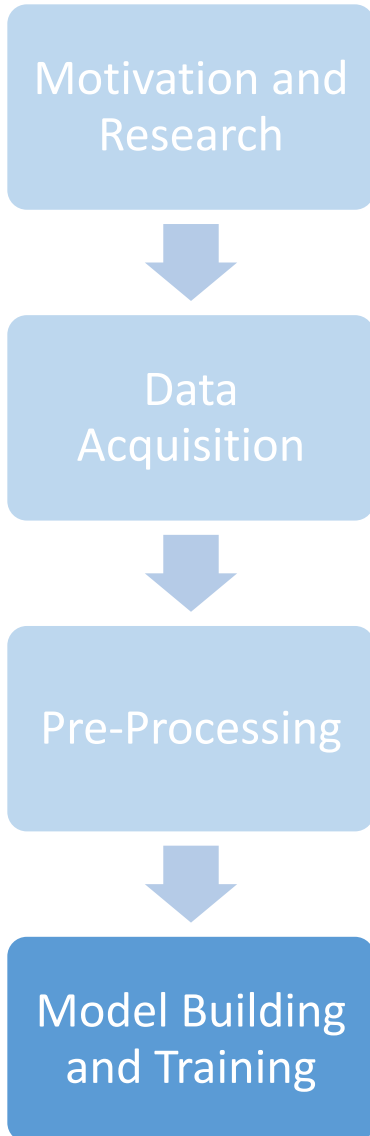 Motivation and
Research
Data
Acquisition
Pre-Processing
Model Building
and Training